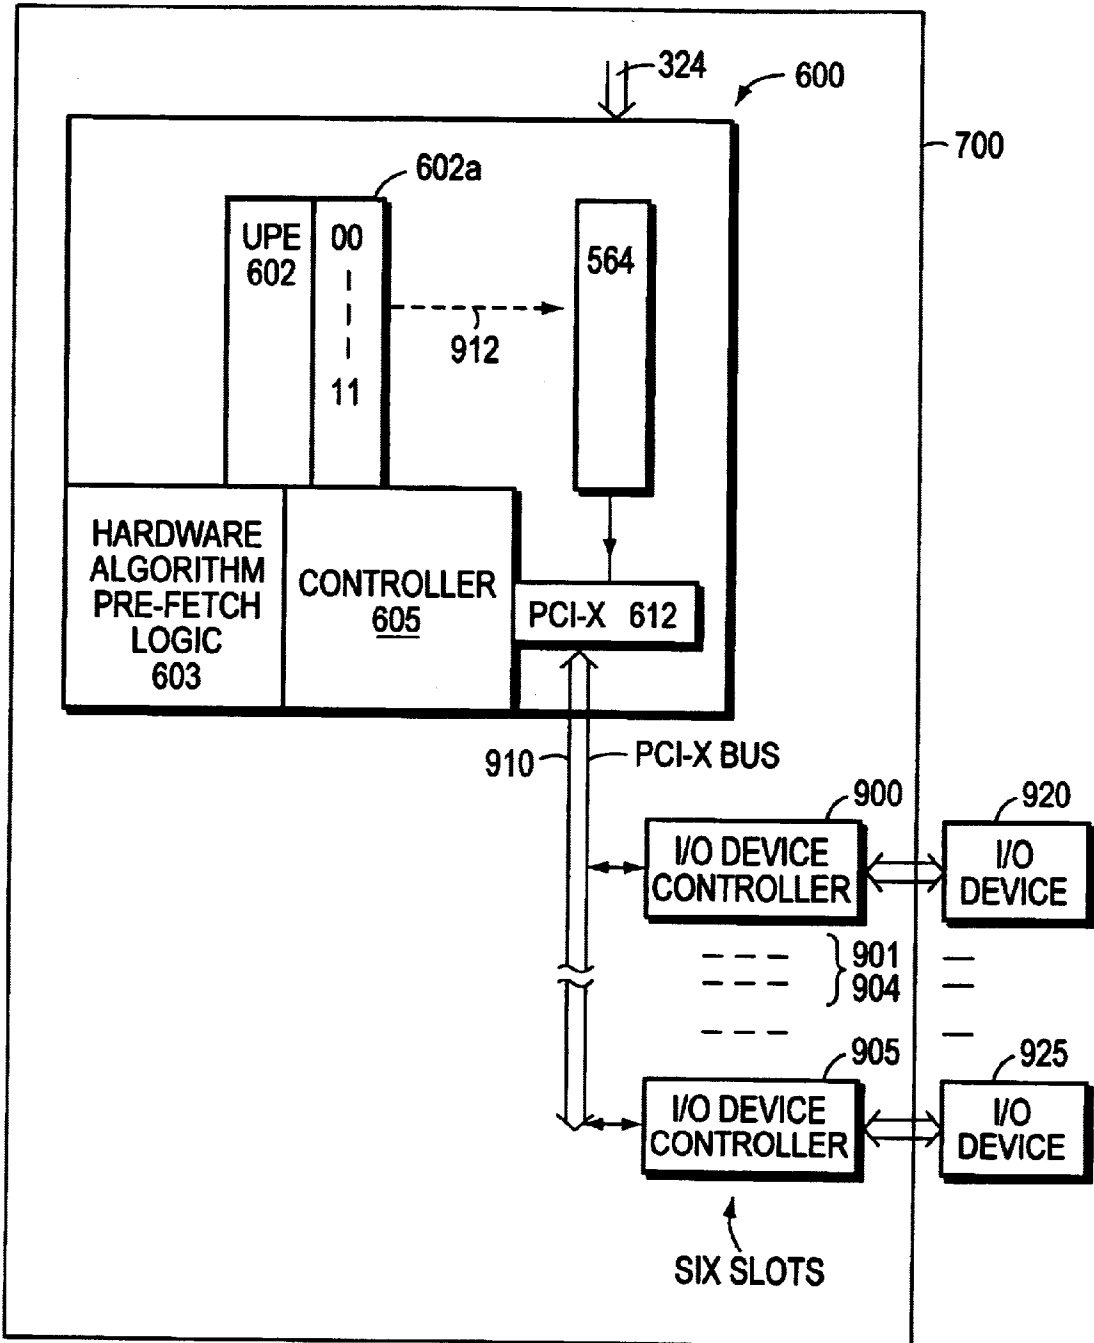 324
600
700
602a
UPE
602
00
11
564
912
HARDWARE
ALGORITHM
PRE-FETCH
LOGIC
603
CONTROLLER
605
PCI-X 612
910
PCI-X BUS
900
920
I/O DEVICE
CONTROLLER
I/O
DEVICE
901
904
905
925
I/O DEVICE
CONTROLLER
I/O
DEVICE
SIX SLOTS